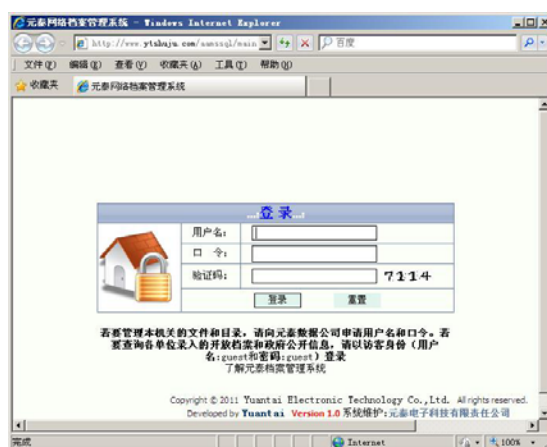 元泰网络档案管理系统 - Windows Internet Explorer
http://www.ytshuju.com/
百度
文件(F) 编辑(E) 查看(V) 收藏夹(A) 工具(T) 帮助(H)
收藏夹 元泰网络档案管理系统
...:登 录:...
用户名:
口 令:
验证码: 7114
登录 重置
若要管理本机关的文件和目录,请向元泰数据公司申请用户名和口令。若
要查询各单位录入的开放档案和政府公开信息,请以访客身份(用户
名:guest和密码:guest)登录
了解元泰档案管理系统
Copyright © 2011 Yuantai Electronic Technology Co.,Ltd. All rights reserved.
Developed by Yuantai Version 1.0 系统维护:元泰电子科技有限责任公司
完成 Internet 100%